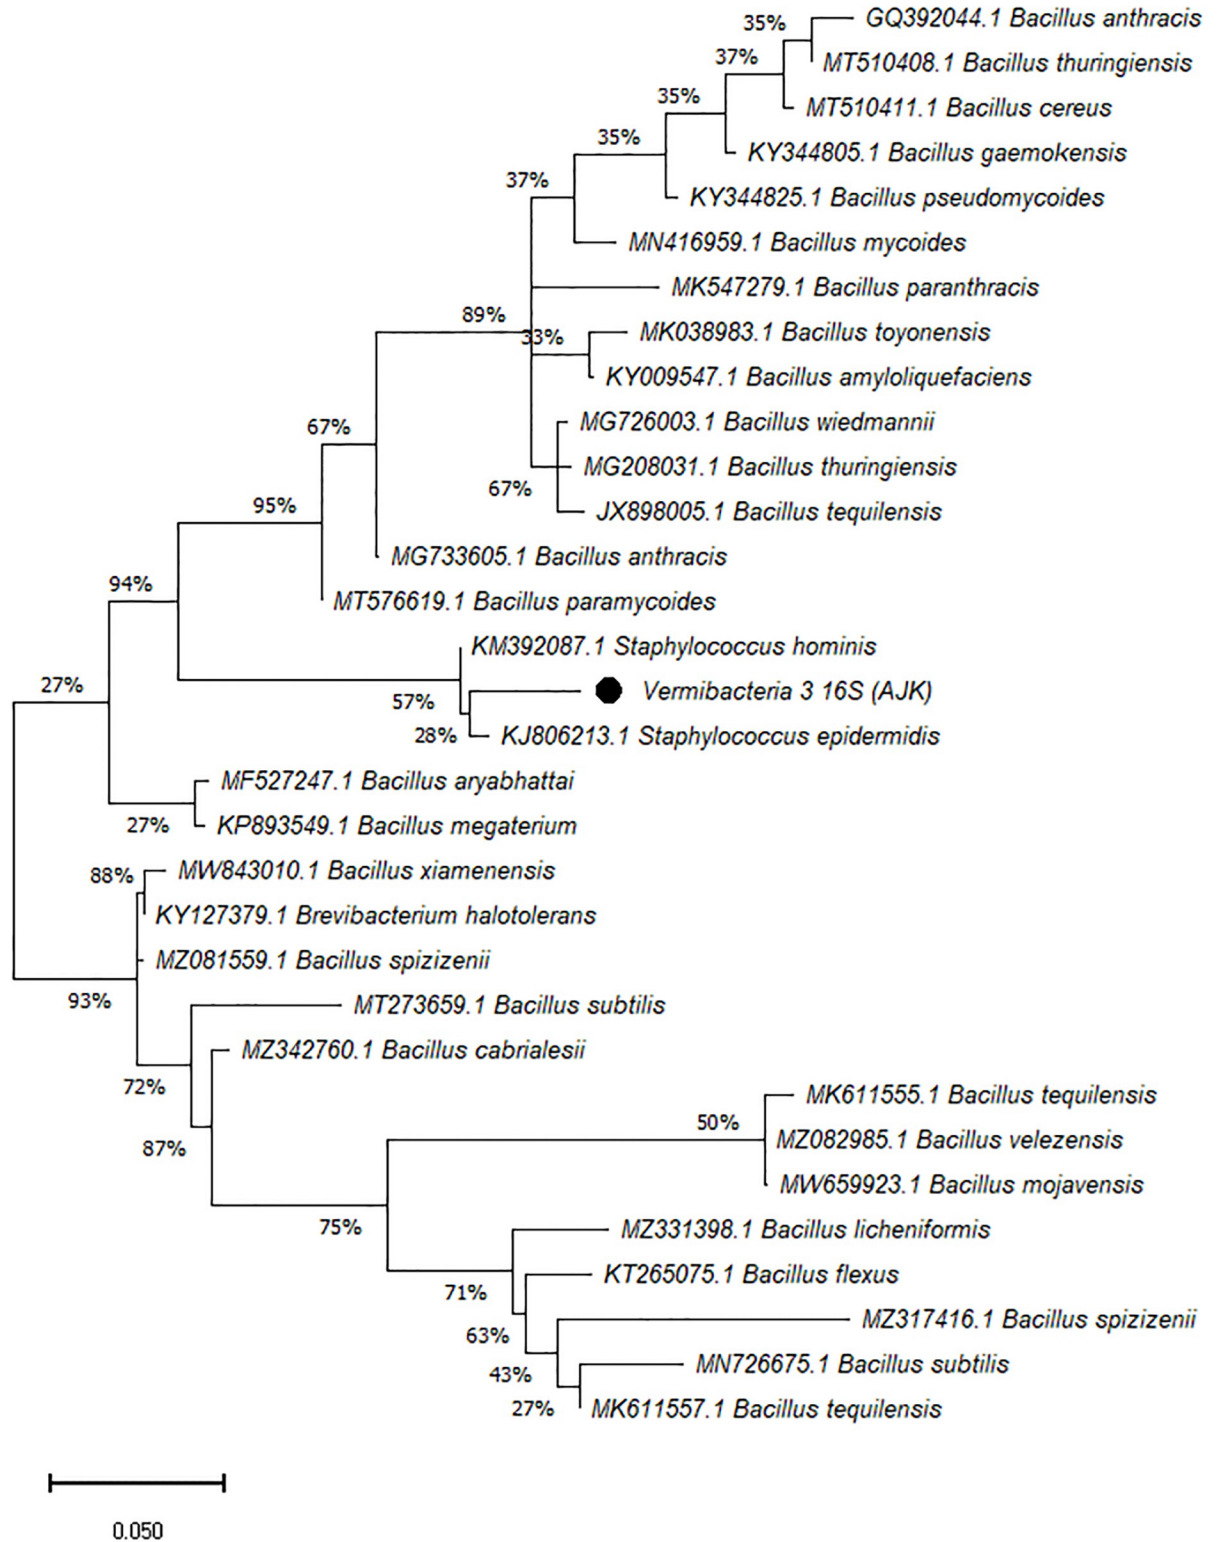 35% GQ392044.1 Bacillus anthracis
37% MT510408.1 Bacillus thuringiensis
35% MT510411.1 Bacillus cereus
35% KY344805.1 Bacillus gaemokensis
37% KY344825.1 Bacillus pseudomycoides
MN416959.1 Bacillus mycoides
MK547279.1 Bacillus paranthracis
89% 33% MK038983.1 Bacillus toyonensis
KY009547.1 Bacillus amyloliquefaciens
67% MG726003.1 Bacillus wiedmannii
MG208031.1 Bacillus thuringiensis
67% JX898005.1 Bacillus tequilensis
95%
MG733605.1 Bacillus anthracis
94% MT576619.1 Bacillus paramycoides
KM392087.1 Staphylococcus hominis
27% 57% Vermibacteria 3 16S (AJK)
28% KJ806213.1 Staphylococcus epidermidis
MF527247.1 Bacillus aryabhattai
27% KP893549.1 Bacillus megaterium
88% MW843010.1 Bacillus xiamenensis
KY127379.1 Brevibacterium halotolerans
MZ081559.1 Bacillus spizizenii
93% MT273659.1 Bacillus subtilis
MZ342760.1 Bacillus cabrialesii
72%
MK611555.1 Bacillus tequilensis
87% 50% MZ082985.1 Bacillus velezensis
MW659923.1 Bacillus mojavensis
75% MZ331398.1 Bacillus licheniformis
71% KT265075.1 Bacillus flexus
63% MZ317416.1 Bacillus spizizenii
43% MN726675.1 Bacillus subtilis
27% MK611557.1 Bacillus tequilensis
0.050